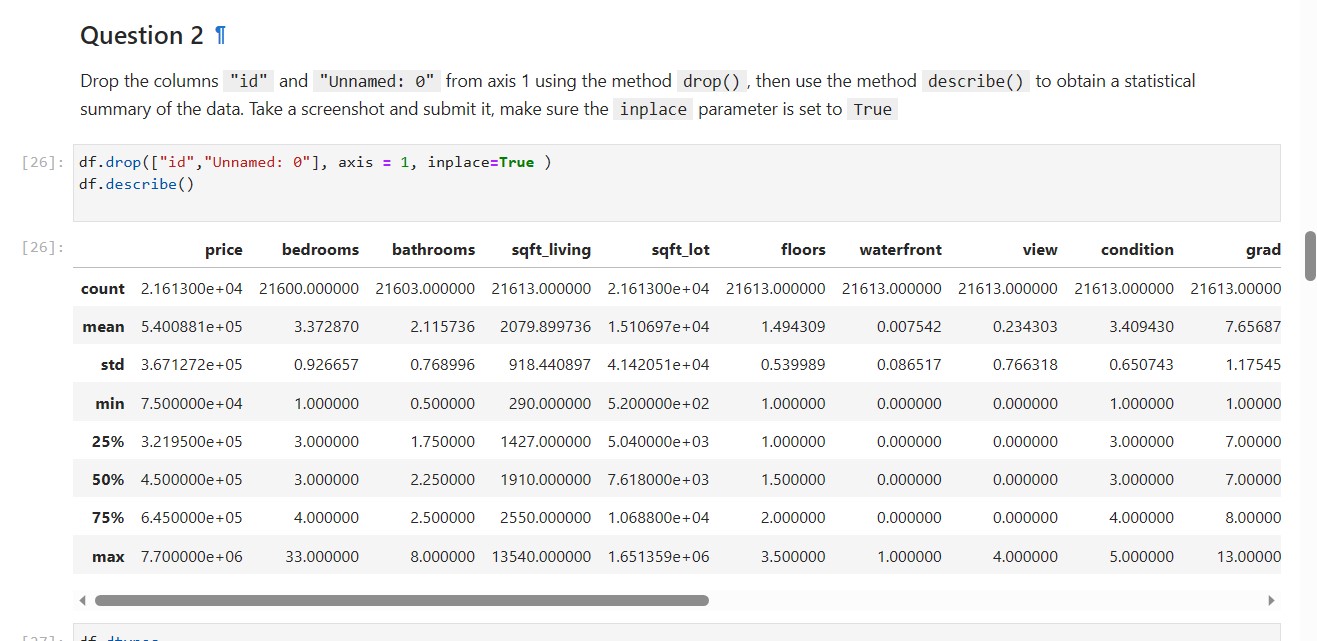 Question 2 ¶
Drop the columns "id" and "Unnamed: 0" from axis 1 using the method drop(), then use the method describe() to obtain a statistical
summary of the data. Take a screenshot and submit it, make sure the inplace parameter is set to True
[26]: df.drop(["id","Unnamed: 0"], axis = 1, inplace=True )
df.describe()
[26]: price bedrooms bathrooms sqft_living sqft_lot floors waterfront view condition grad
count 2.161300e+04 21600.000000 21603.000000 21613.000000 2.161300e+04 21613.000000 21613.000000 21613.000000 21613.000000 21613.00000
mean 5.400881e+05 3.372870 2.115736 2079.899736 1.510697e+04 1.494309 0.007542 0.234303 3.409430 7.65687
std 3.671272e+05 0.926657 0.768996 918.440897 4.142051e+04 0.539989 0.086517 0.766318 0.650743 1.17545
min 7.500000e+04 1.000000 0.500000 290.000000 5.200000e+02 1.000000 0.000000 0.000000 1.000000 1.00000
25% 3.219500e+05 3.000000 1.750000 1427.000000 5.040000e+03 1.000000 0.000000 0.000000 3.000000 7.00000
50% 4.500000e+05 3.000000 2.250000 1910.000000 7.618000e+03 1.500000 0.000000 0.000000 3.000000 7.00000
75% 6.450000e+05 4.000000 2.500000 2550.000000 1.068800e+04 2.000000 0.000000 0.000000 4.000000 8.00000
max 7.700000e+06 33.000000 8.000000 13540.000000 1.651359e+06 3.500000 1.000000 4.000000 5.000000 13.00000
[27]: df.dtypes